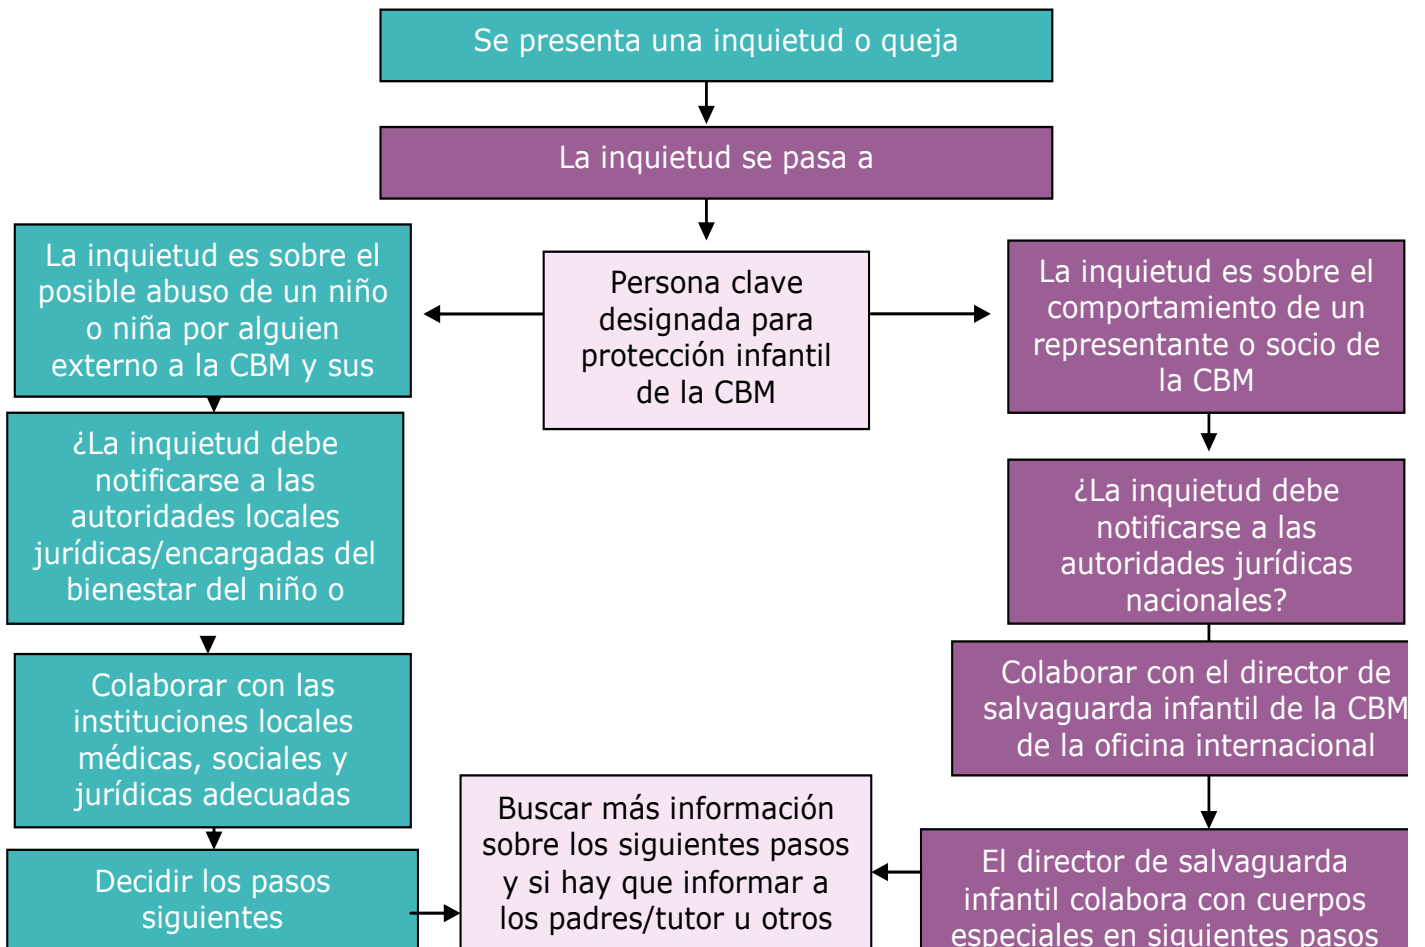 Se presenta una inquietud o queja
La inquietud se pasa a
La inquietud es sobre el
posible abuso de un niño
o niña por alguien
externo a la CBM y sus
Persona clave
designada para
protección infantil
de la CBM
La inquietud es sobre el
comportamiento de un
representante o socio de
la CBM
¿La inquietud debe
notificarse a las
autoridades locales
jurídicas/encargadas del
bienestar del niño o
¿La inquietud debe
notificarse a las
autoridades jurídicas
nacionales?
Colaborar con las
instituciones locales
médicas, sociales y
jurídicas adecuadas
Colaborar con el director de
salvaguarda infantil de la CBM
de la oficina internacional
Decidir los pasos
siguientes
Buscar más información
sobre los siguientes pasos
y si hay que informar a
los padres/tutor u otros
El director de salvaguarda
infantil colabora con cuerpos
especiales en siguientes pasos